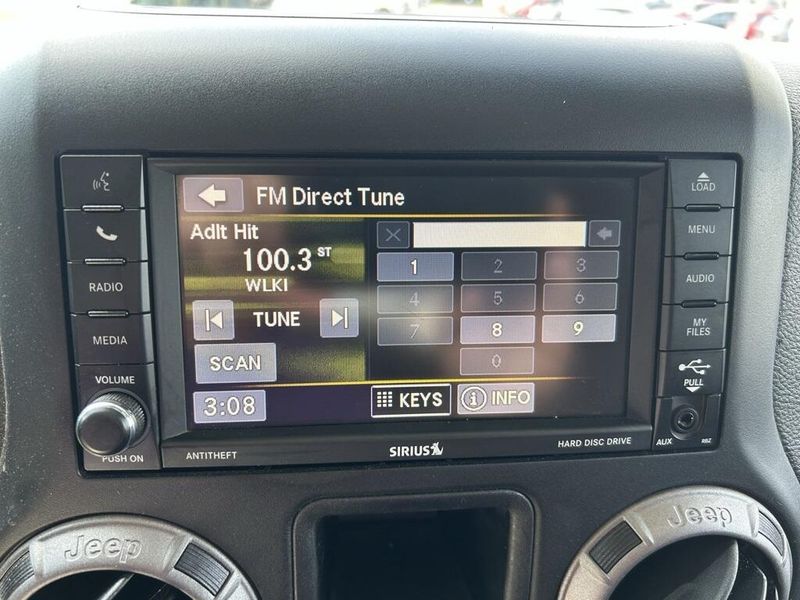 LOAD
FM Direct Tune
MENU
Adlt Hit
100.3 ST
WLKI
1 2 3
RADIO
AUDIO
4 5 6
TUNE
MY
FILES
7 8 9
MEDIA
SCAN
0
VOLUME
PULL
3:08
KEYS
INFO
PUSH ON
ANTITHEFT
SIRIUS
HARD DISC DRIVE
AUX
RBZ
Jeep
Jeep